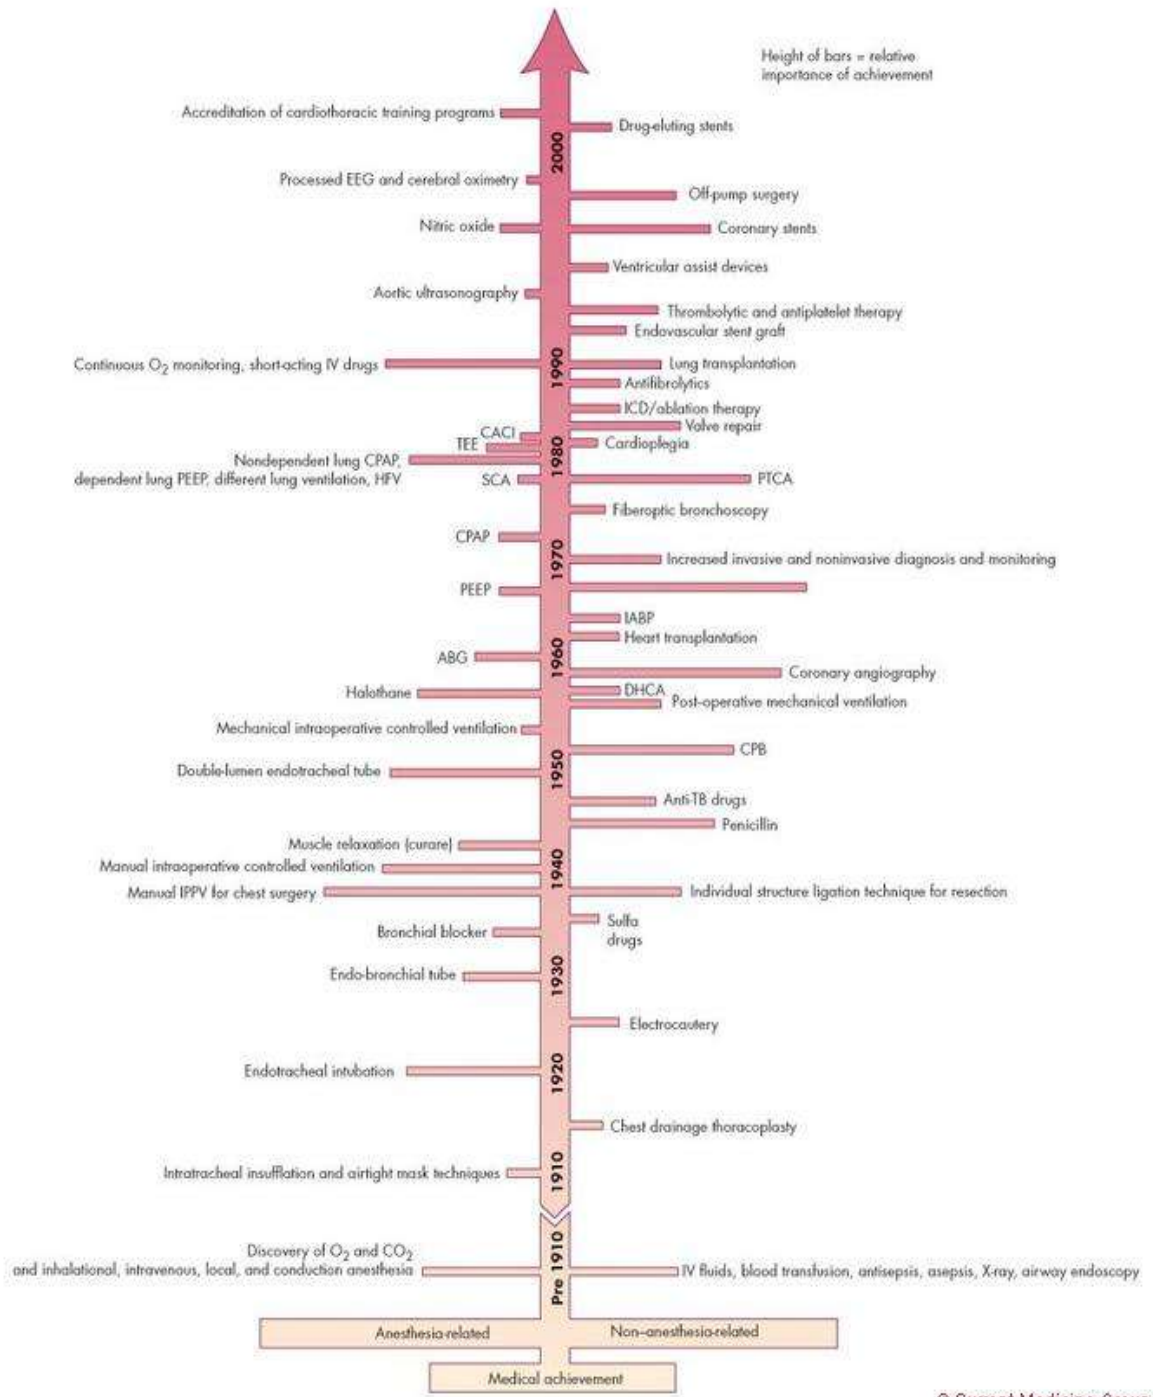 Height of bars = relative
importance of achievement
Accreditation of cardiothoracic training programs
Drug-eluting stents
2000
Processed EEG and cerebral oximetry
Off-pump surgery
Nitric oxide
Coronary stents
Ventricular assist devices
Aortic ultrasonography
Thrombolytic and antiplatelet therapy
Endovascular stent graft
1990
Continuous O2 monitoring, short-acting IV drugs
Lung transplantation
Antifibrolytics
ICD/ablation therapy
Valve repair
CACI
Cardioplegia
TEE
1980
Nondependent lung CPAP,
dependent lung PEEP, different lung ventilation, HFV
SCA
PTCA
Fiberoptic bronchoscopy
CPAP
1970
Increased invasive and noninvasive diagnosis and monitoring
PEEP
IABP
Heart transplantation
1960
ABG
Coronary angiography
Halothane
DHCA
Post-operative mechanical ventilation
Mechanical intraoperative controlled ventilation
CPB
1950
Double-lumen endotracheal tube
Anti-TB drugs
Penicillin
Muscle relaxation (curare)
1940
Manual intraoperative controlled ventilation
Manual IPPV for chest surgery
Individual structure ligation technique for resection
Sulfa
drugs
Bronchial blocker
1930
Endo-bronchial tube
Electrocautery
1920
Endotracheal intubation
Chest drainage thoracoplasty
1910
Intratracheal insufflation and airtight mask techniques
Pre 1910
Discovery of O2 and CO2
and inhalational, intravenous, local, and conduction anesthesia
IV fluids, blood transfusion, antisepsis, asepsis, X-ray, airway endoscopy
Anesthesia-related
Non–anesthesia-related
Medical achievement